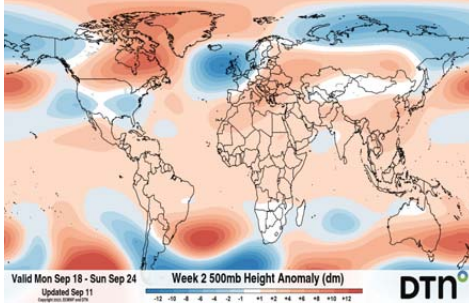 Valid Mon Sep 18 - Sun Sep 24
Updated Sep 11
Week 2 500mb Height Anomaly (dm)
-12 -10 -8 -6 -4 -2 -1 +1 +2 +4 +6 +8 +10 +12
DTN